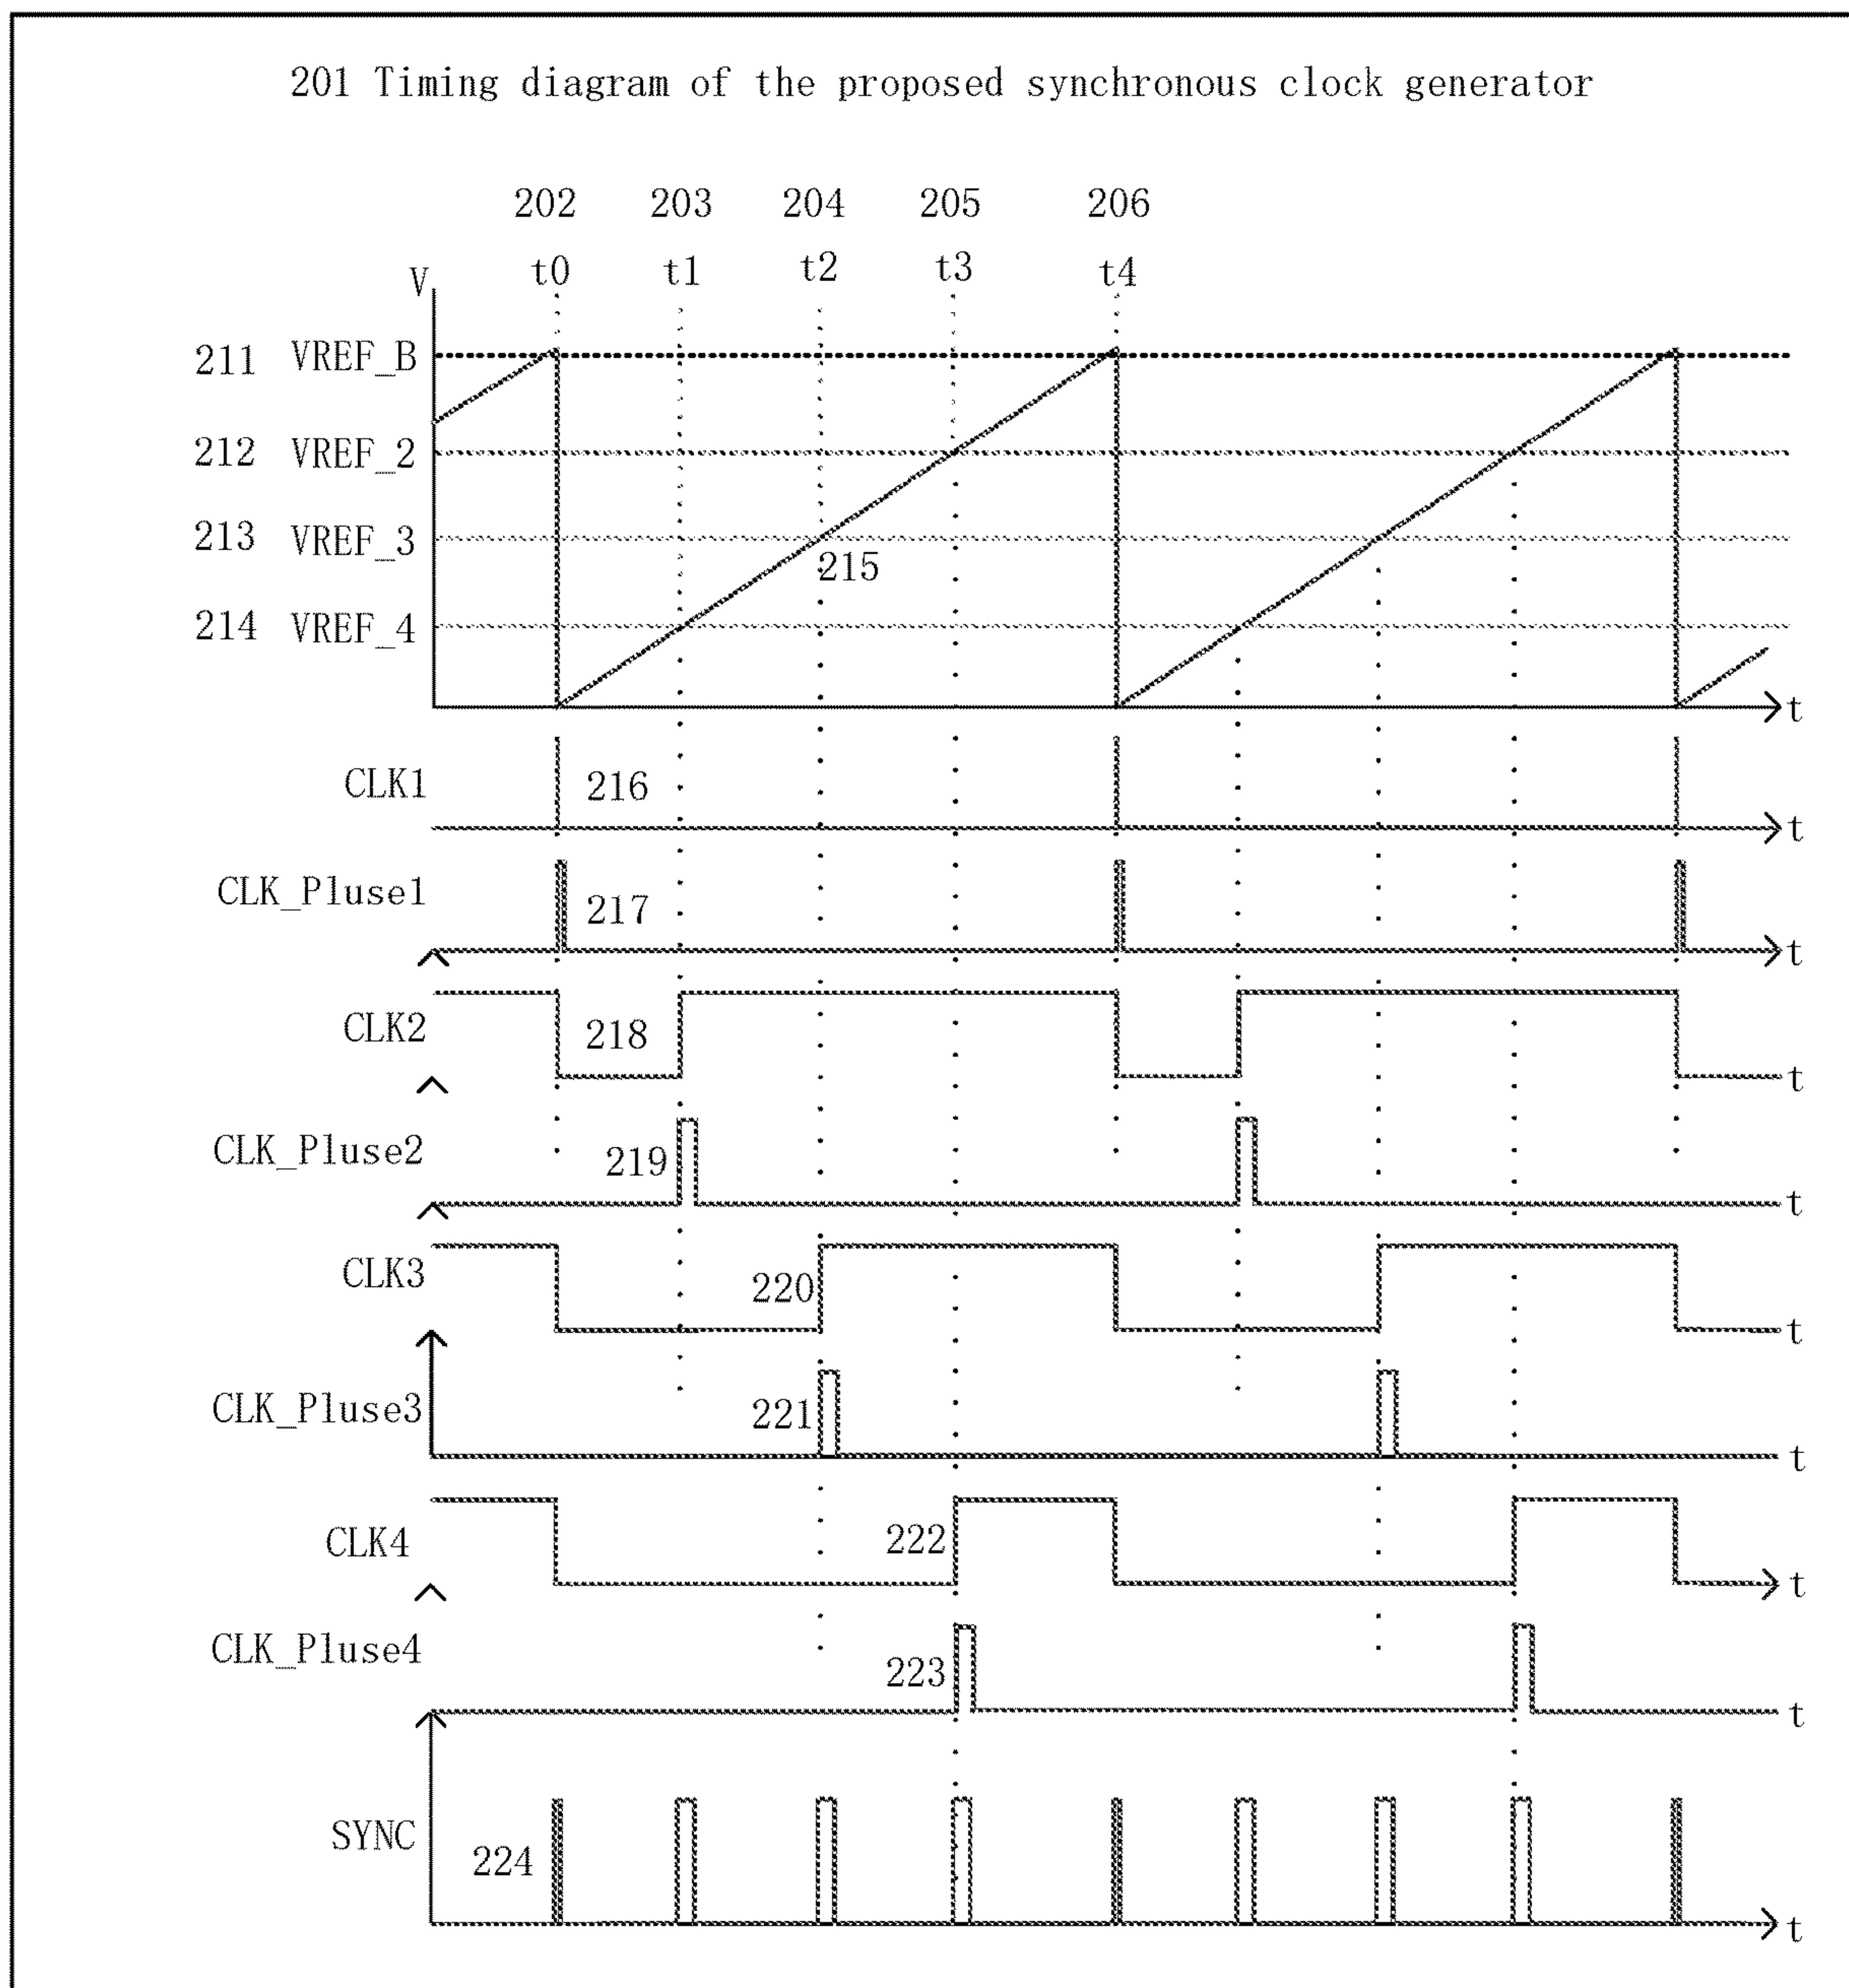 201 Timing diagram of the proposed synchronous clock generator
202 203 204 205 206
V t0 t1 t2 t3 t4
211 VREF_B
212 VREF_2
213 VREF_3
215
214 VREF_4
t
CLK1 216
t
CLK_Pluse1 217
t
CLK2 218
t
CLK_Pluse2 219
t
CLK3 220
t
CLK_Pluse3 221
t
CLK4 222
t
CLK_Pluse4 223
t
SYNC
224
t